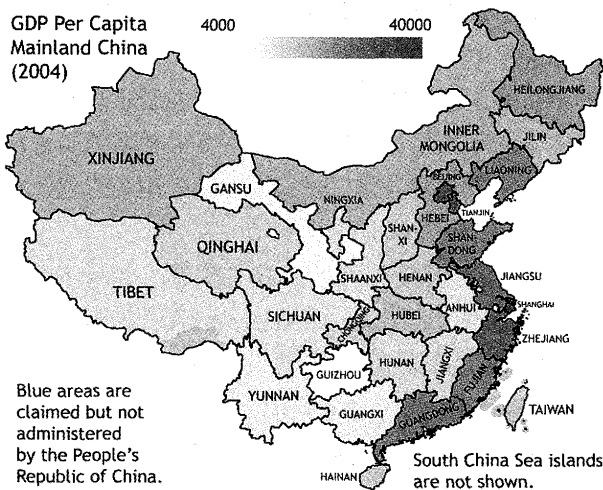 GDP Per Capita
Mainland China
(2004)
4000
40000
HEILONGJIANG
JILIN
INNER
MONGOLIA
LIAONING
XINJIANG
GANSU
NINGXIA
BEIJING
TIANJIN
HEBEI
SHAN-
XI
SHAN-
DONG
QINGHAI
SHAANXI
HENAN
JIANGSU
TIBET
SICHUAN
CHONGQING
HUBEI
ANHUI
SHANGHAI
ZHEJIANG
GUIZHOU
HUNAN
JIANGXI
FUJIAN
YUNNAN
GUANGXI
GUANGDONG
TAIWAN
HAINAN
Blue areas are
claimed but not
administered
by the People's
Republic of China.
South China Sea islands
are not shown.